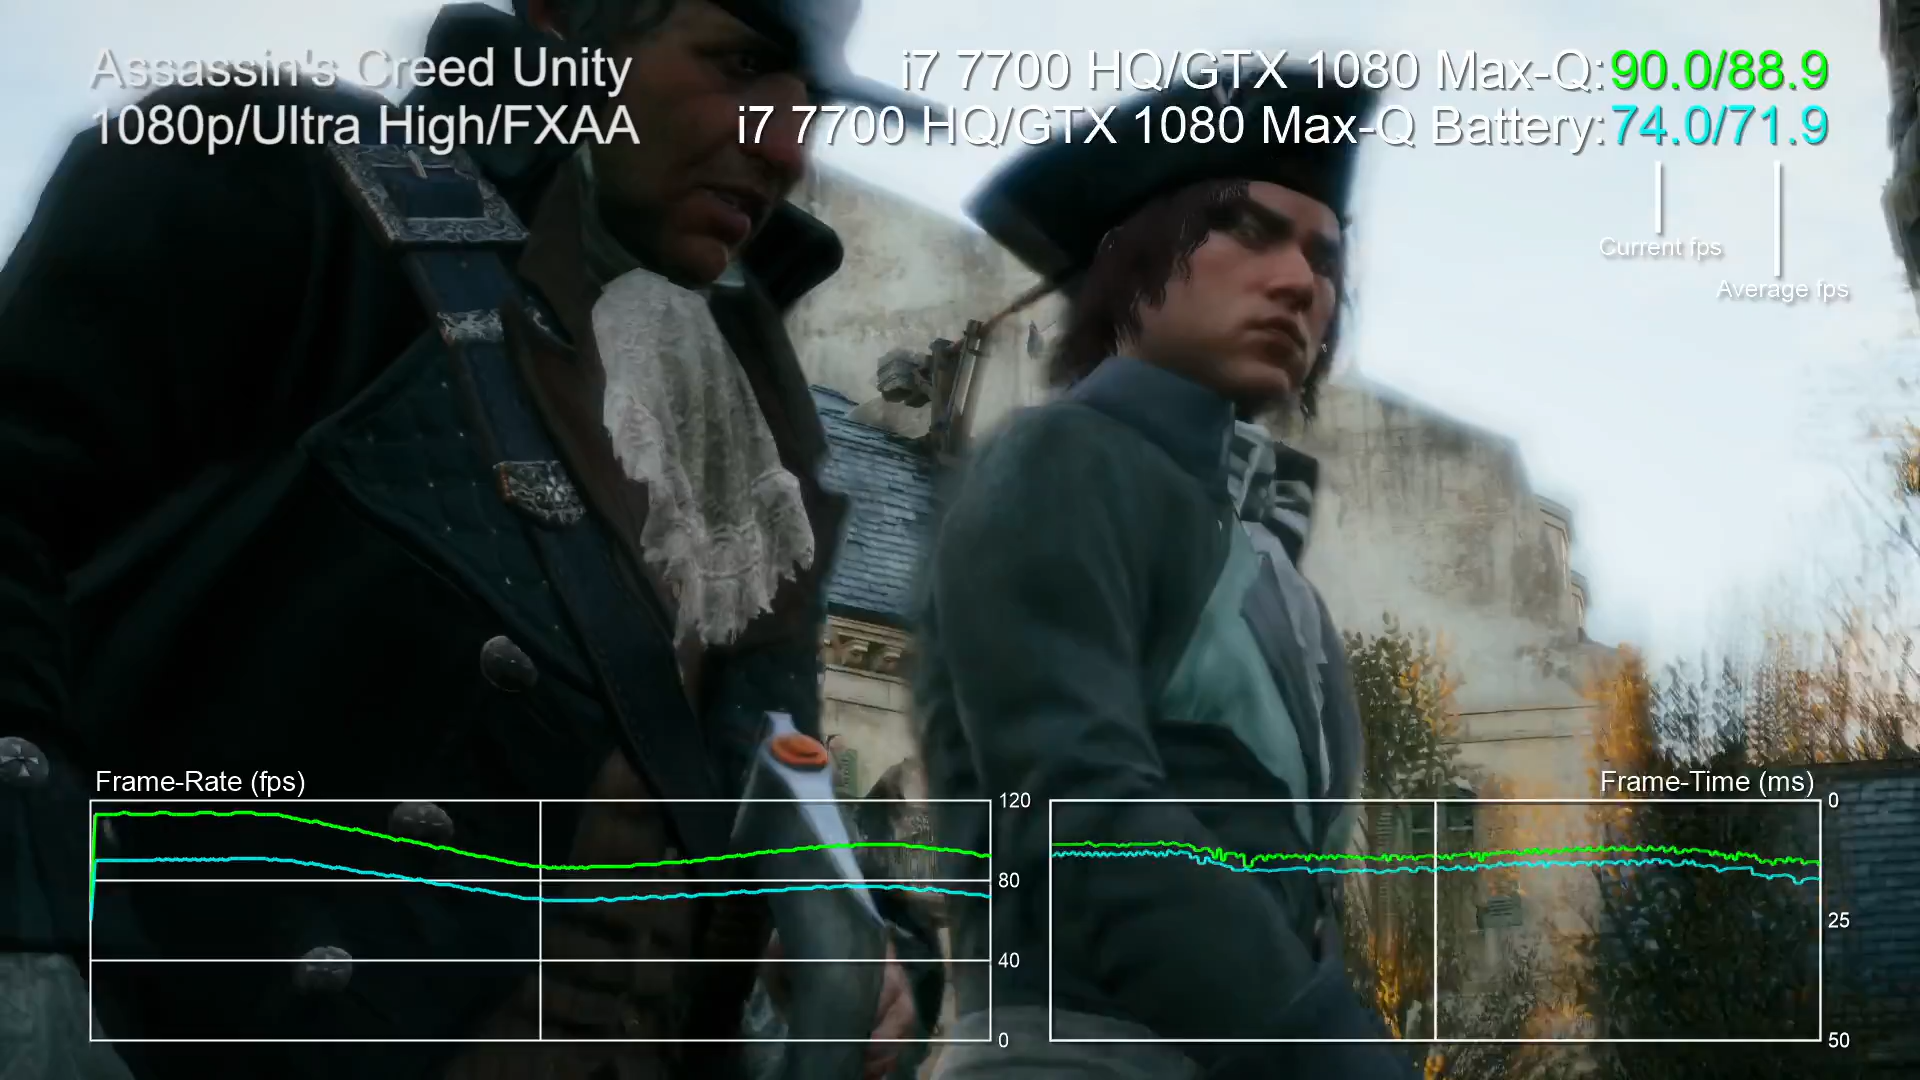 Assassin's Creed Unity
1080p/Ultra High/FXAA
i7 7700 HQ/GTX 1080 Max-Q:90.0/88.9
i7 7700 HQ/GTX 1080 Max-Q Battery:74.0/71.9
Current fps
Average fps
Frame-Rate (fps)
120
80
40
0
Frame-Time (ms)
0
25
50